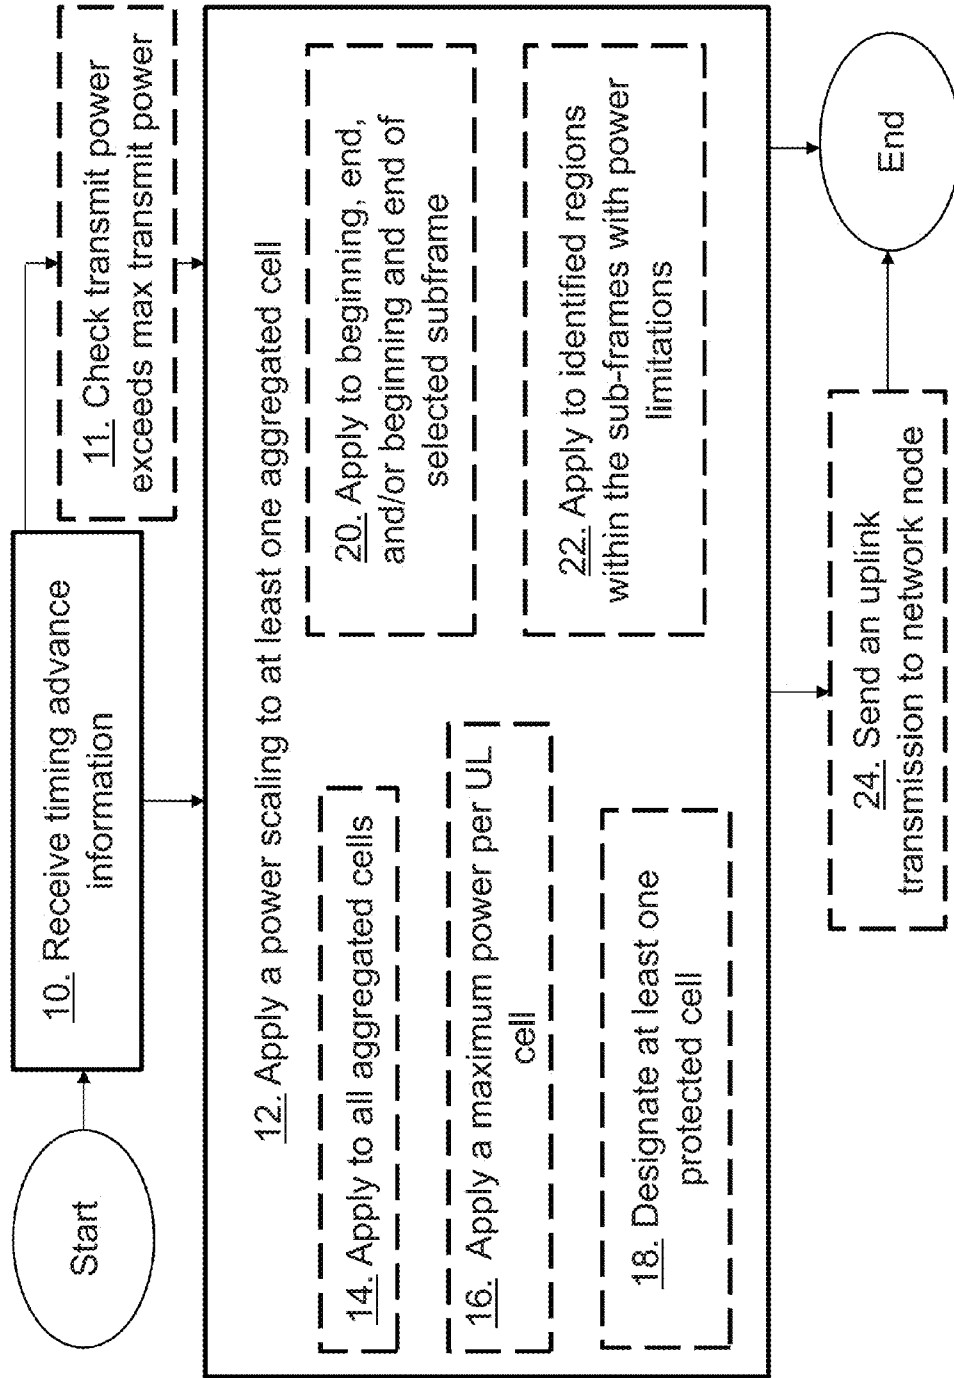 Start
10. Receive timing advance
information
11. Check transmit power
exceeds max transmit power
12. Apply a power scaling to at least one aggregated cell
14. Apply to all aggregated cells
16. Apply a maximum power per UL
cell
18. Designate at least one
protected cell
20. Apply to beginning, end,
and/or beginning and end of
selected subframe
22. Apply to identified regions
within the sub-frames with power
limitations
24. Send an uplink
transmission to network node
End